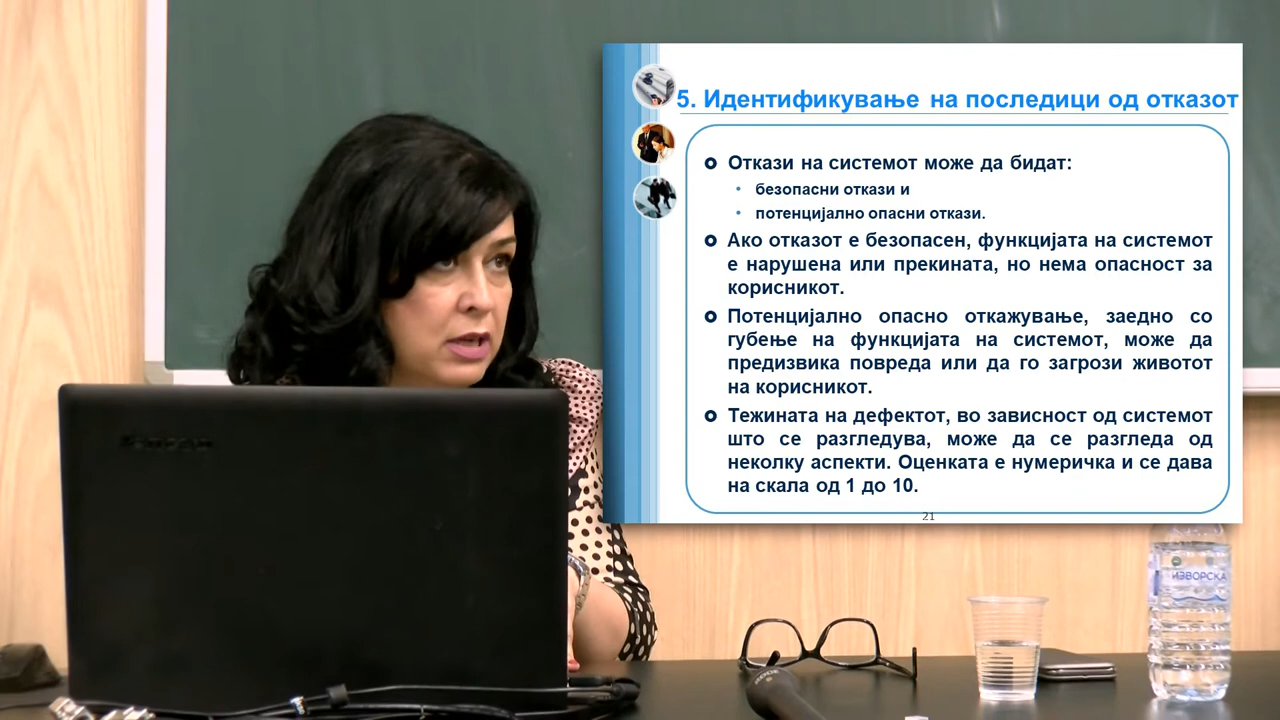 5. Идентификување на последици од отказот
Откази на системот може да бидат:
безопасни откази и
потенцијално опасни откази.
Ако отказот е безопасен, функцијата на системот
е нарушена или прекината, но нема опасност за
корисникот.
Потенцијално опасно откажување, заедно со
губење на функцијата на системот, може да
предизвика повреда или да го загрози животот
на корисникот.
Тежината на дефектот, во зависност од системот
што се разгледува, може да се разгледа од
неколку аспекти. Оценката е нумеричка и се дава
на скала од 1 до 10.
21
ИЗВОРСКА
RODE